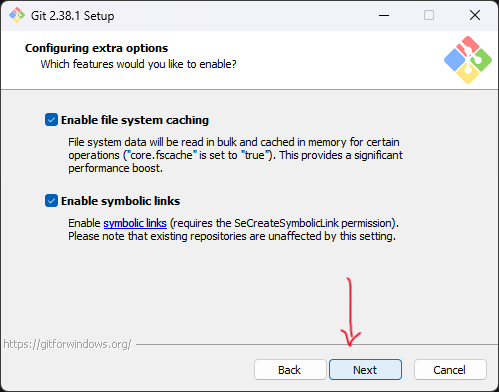 Git 2.38.1 Setup
Configuring extra options
Which features would you like to enable?
Enable file system caching
File system data will be read in bulk and cached in memory for certain
operations ("core.fscache" is set to "true"). This provides a significant
performance boost.
Enable symbolic links
Enable symbolic links (requires the SeCreateSymbolicLink permission).
Please note that existing repositories are unaffected by this setting.
https://gitforwindows.org/
Back
Next
Cancel